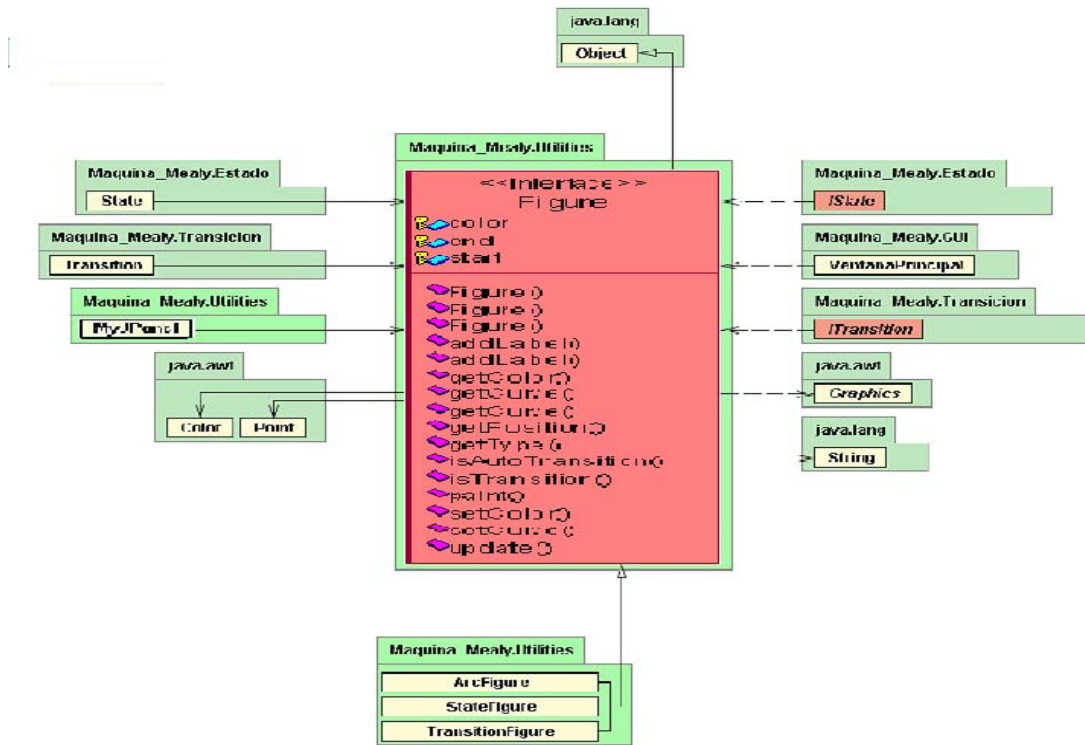 java.lang
Object
Maquina_Mealy.Utilities
<<Interface>>
Figure
color
end
start
Figure()
Figure()
Figure()
addLabel()
addLabel()
getColor()
getCurve()
getCurve()
getPosition()
getType()
isAutoTransition()
isTransition()
paint()
setColor()
setCurve()
update()
Maquina_Mealy.Estado
State
Maquina_Mealy.Transicion
Transition
Maquina_Mealy.Utilities
MyJPanel
java.awt
Color
Point
Maquina_Mealy.Estado
IState
Maquina_Mealy.GUI
VentanaPrincipal
Maquina_Mealy.Transicion
ITransition
java.awt
Graphics
java.lang
String
Maquina_Mealy.Utilities
ArcFigure
StateFigure
TransitionFigure